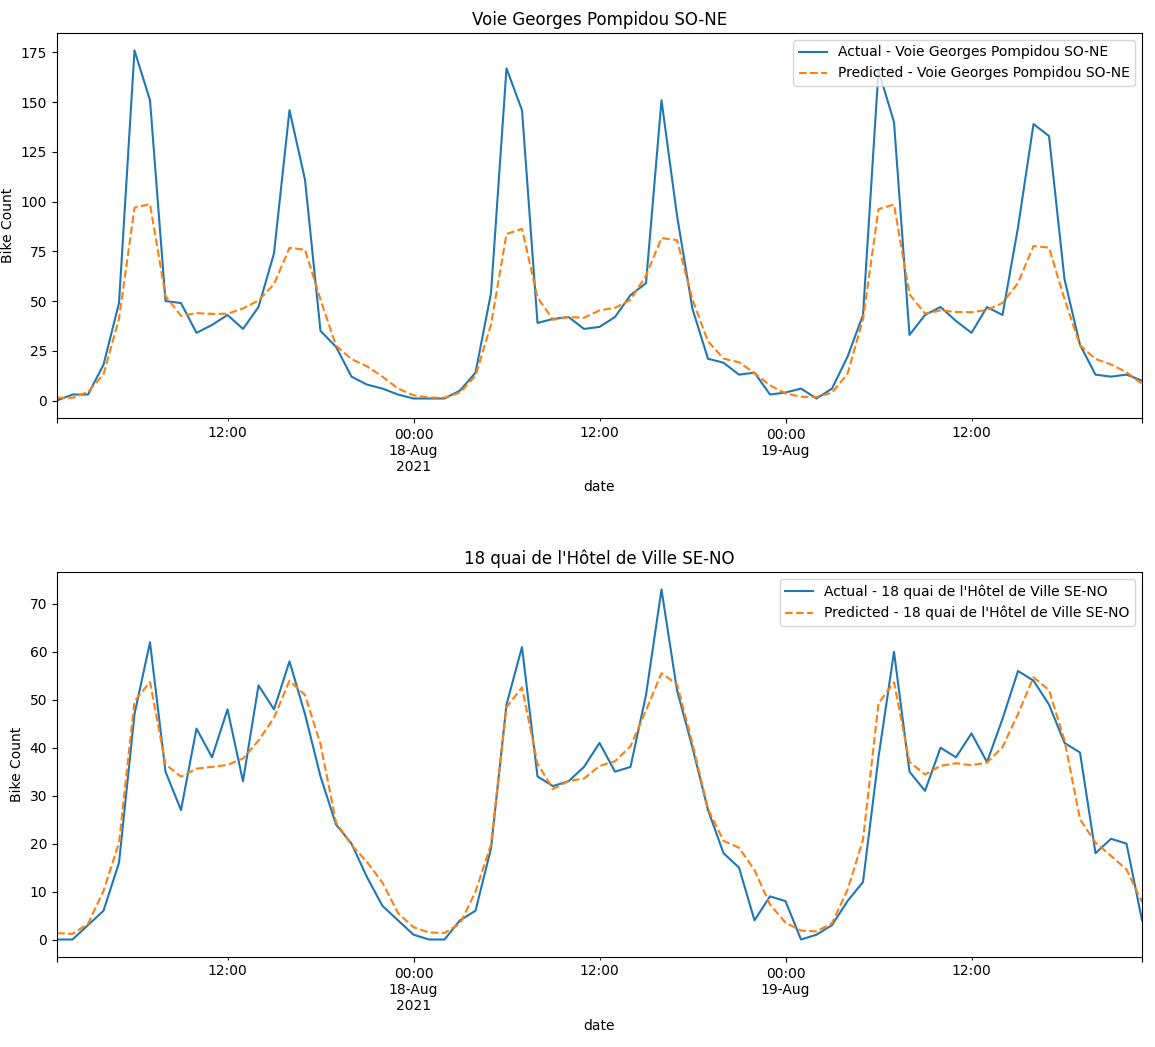 Voie Georges Pompidou SO-NE
Actual - Voie Georges Pompidou SO-NE
Predicted - Voie Georges Pompidou SO-NE
175
150
125
100
75
50
25
0
Bike Count
12:00
00:00
18-Aug
2021
12:00
00:00
19-Aug
12:00
date
18 quai de l'Hôtel de Ville SE-NO
Actual - 18 quai de l'Hôtel de Ville SE-NO
Predicted - 18 quai de l'Hôtel de Ville SE-NO
70
60
50
40
30
20
10
0
Bike Count
12:00
00:00
18-Aug
2021
12:00
00:00
19-Aug
12:00
date